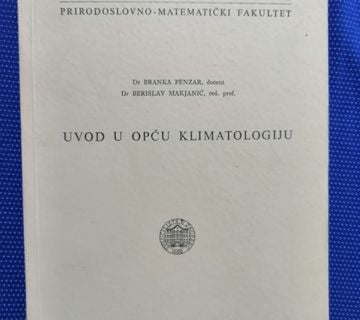 PRIRODOSLOVNO-MATEMATIČKI FAKULTET
Dr BRANKA PENZAR, docent
Dr BERISLAV MAKJANIĆ, red. prof.
UVOD U OPĆU KLIMATOLOGIJU